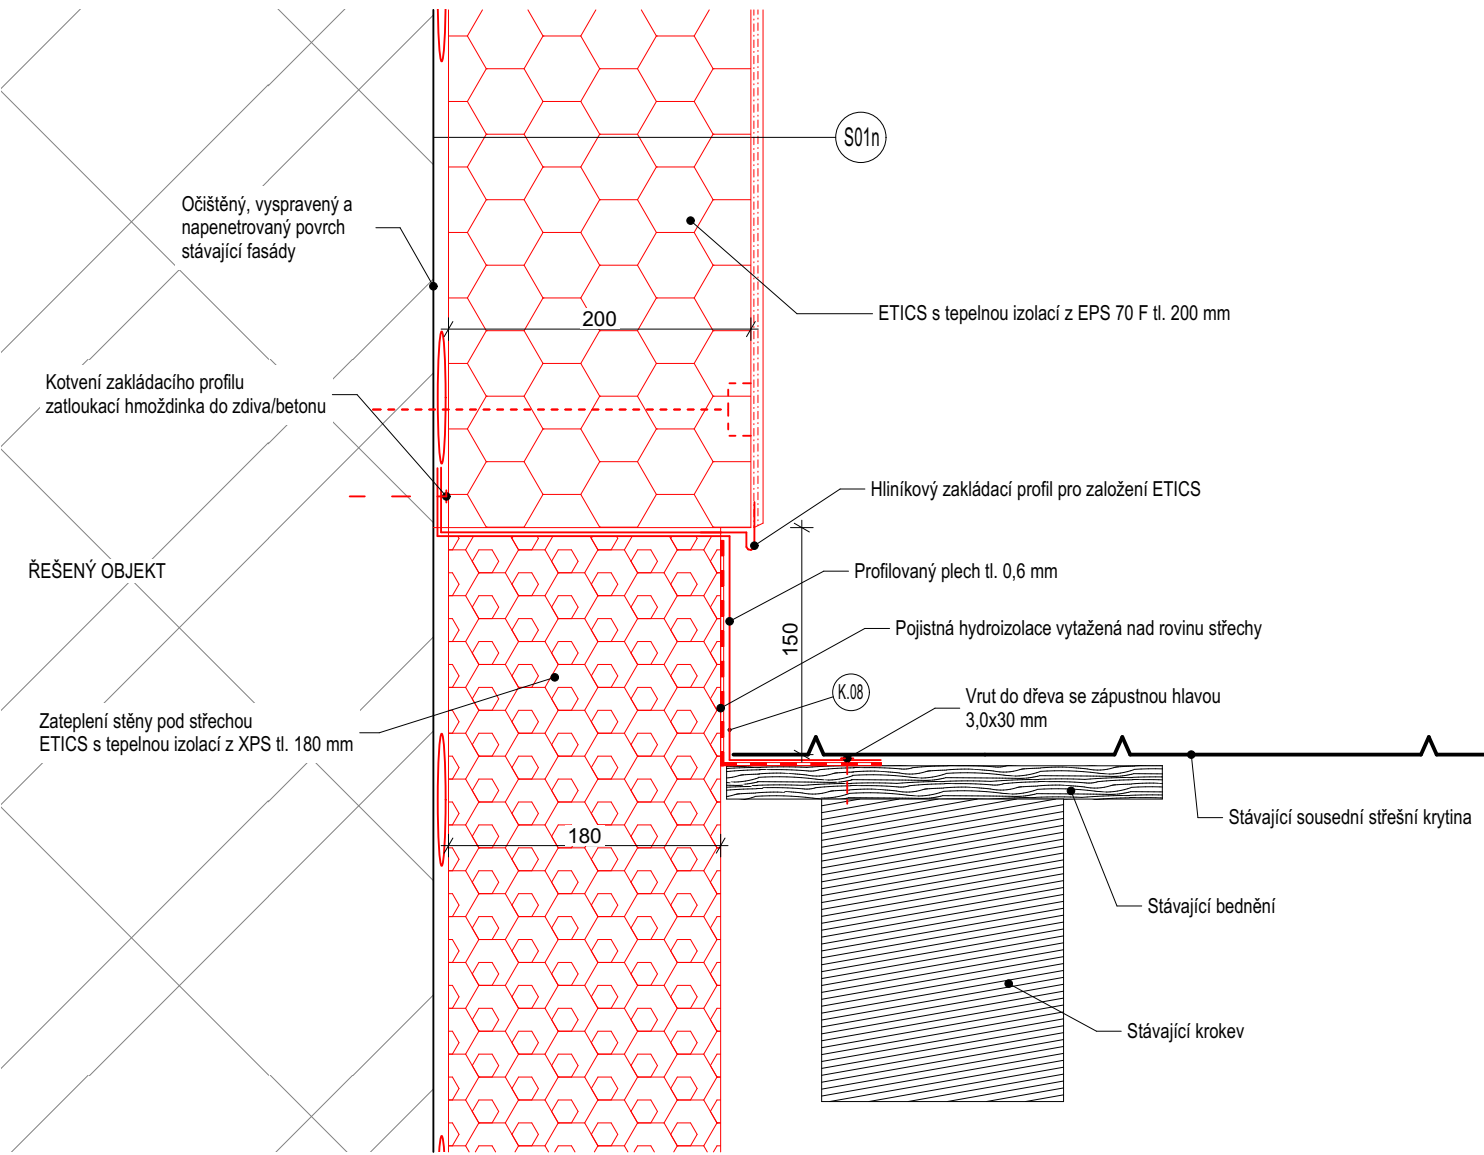 S01n
Očištěný, vyspravený a
napenetrovaný povrch
stávající fasády
ETICS s tepelnou izolací z EPS 70 F tl. 200 mm
200
Kotvení zakládacího profilu
zatloukací hmoždinka do zdiva/betonu
Hliníkový zakládací profil pro založení ETICS
ŘEŠENÝ OBJEKT
Profilovaný plech tl. 0,6 mm
150
Pojistná hydroizolace vytažená nad rovinu střechy
K.08
Vrut do dřeva se zápustnou hlavou
3,0x30 mm
Zateplení stěny pod střechou
ETICS s tepelnou izolací z XPS tl. 180 mm
Stávající sousední střešní krytina
180
Stávající bednění
Stávající krokev